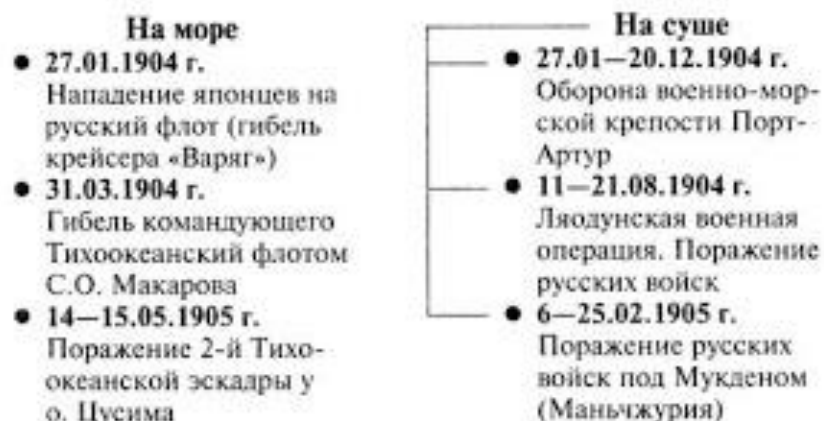 На море
● 27.01.1904 г.
Нападение японцев на
русский флот (гибель
крейсера «Варяг»)
● 31.03.1904 г.
Гибель командующего
Тихоокеанский флотом
С.О. Макарова
● 14—15.05.1905 г.
Поражение 2-й Тихо-
океанской эскадры у
о. Цусима
На суше
● 27.01—20.12.1904 г.
Оборона военно-мор-
ской крепости Порт-
Артур
● 11—21.08.1904 г.
Ляодунская военная
операция. Поражение
русских войск
● 6—25.02.1905 г.
Поражение русских
войск под Мукденом
(Маньчжурия)